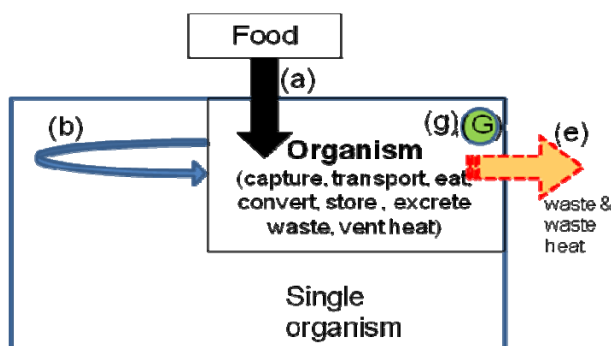 Food
(a)
(b)
(g) G
(e)
Organism
(capture, transport, eat,
convert, store , excrete
waste, vent heat)
waste &
waste
heat
Single
organism